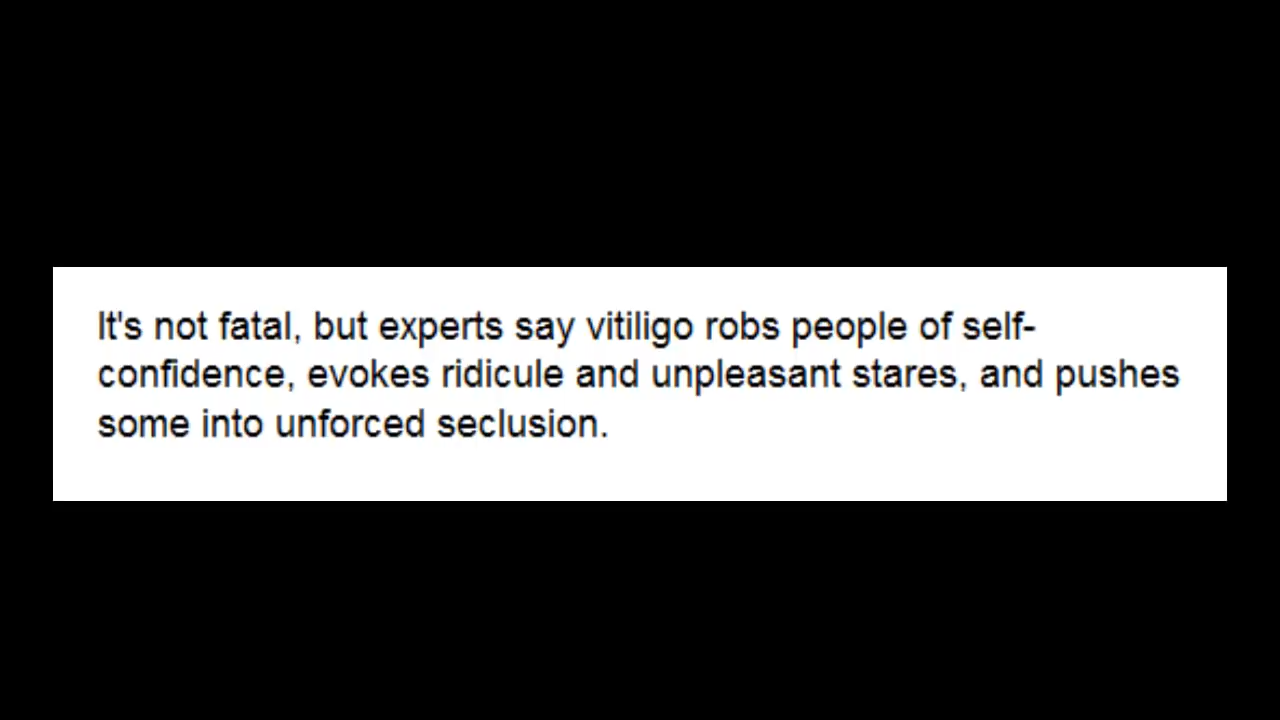 It's not fatal, but experts say vitiligo robs people of self-
confidence, evokes ridicule and unpleasant stares, and pushes
some into unforced seclusion.